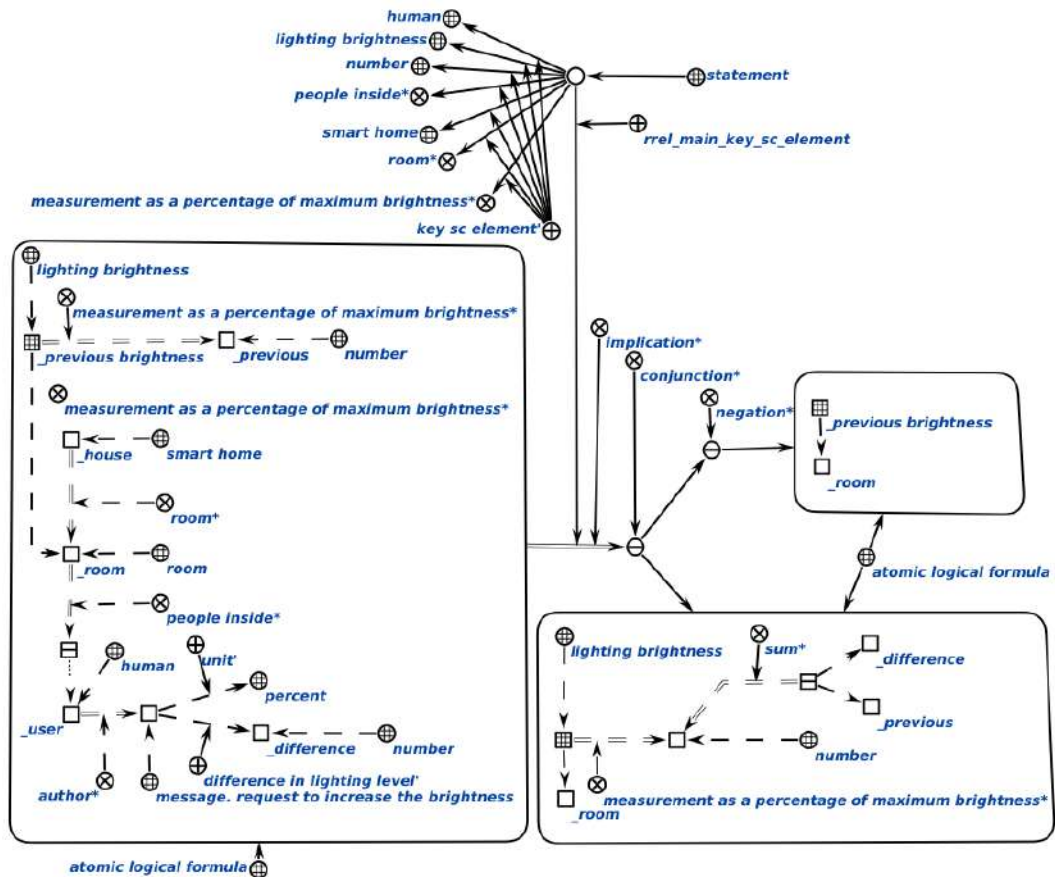 human
lighting brightness
number
statement
people inside*
smart home
rrel_main_key_sc_element
room*
measurement as a percentage of maximum brightness*
key sc element'
lighting brightness
measurement as a percentage of maximum brightness*
_previous brightness
_previous
number
measurement as a percentage of maximum brightness*
_house
smart home
room*
_room
room
people inside*
human
unit'
percent
_user
_difference
number
difference in lighting level'
author*
message. request to increase the brightness
atomic logical formula
implication*
conjunction*
negation*
_previous brightness
_room
atomic logical formula
lighting brightness
sum*
_difference
_previous
number
measurement as a percentage of maximum brightness*
_room